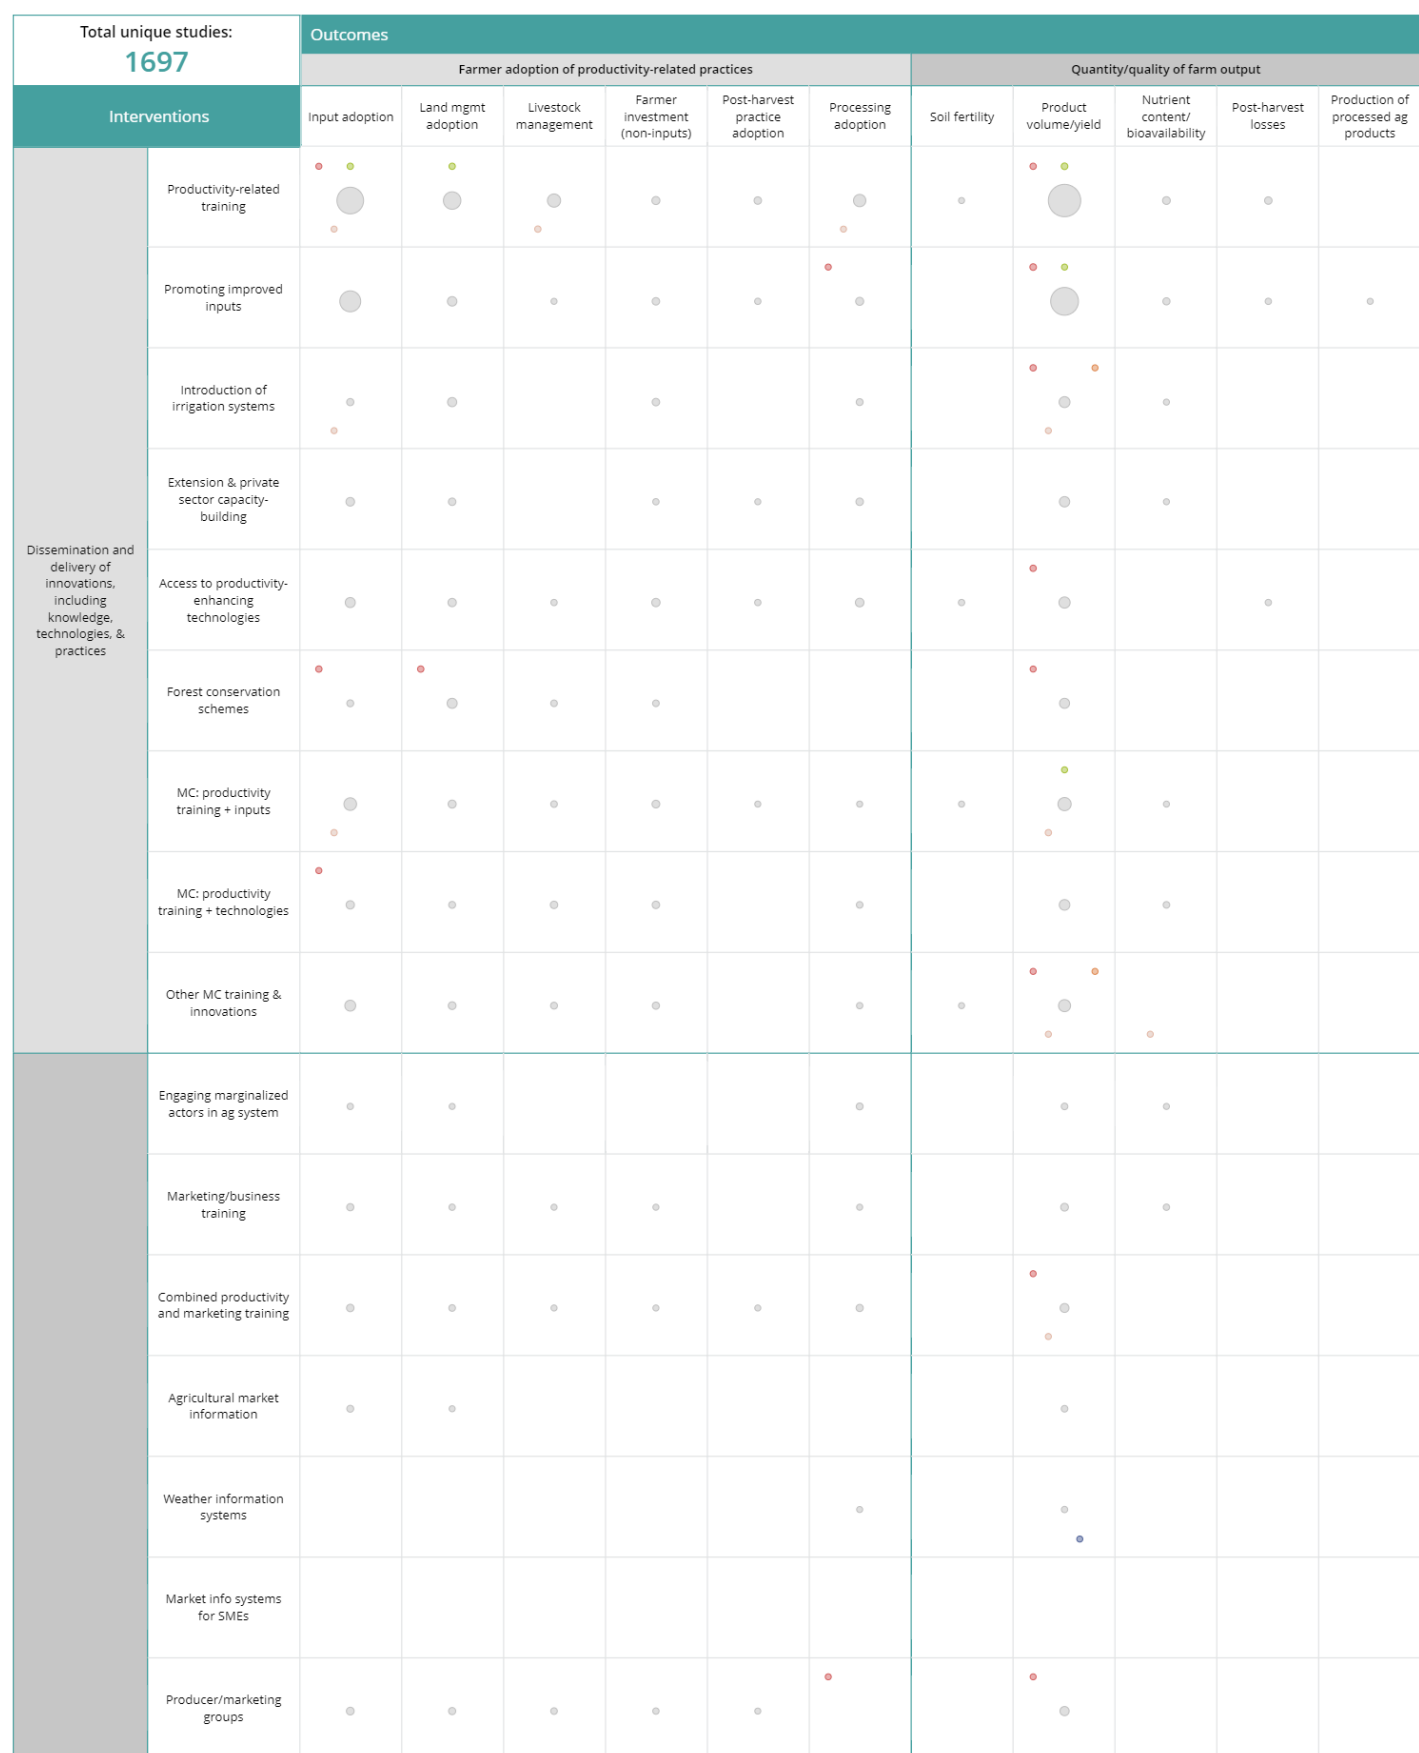 Total unique studies:
1697
Outcomes
Farmer adoption of productivity-related practices
Quantity/quality of farm output
Interventions
Input adoption
Land mgmt
adoption
Livestock
management
Farmer
investment
(non-inputs)
Post-harvest
practice
adoption
Processing
adoption
Soil fertility
Product
volume/yield
Nutrient
content/
bioavailability
Post-harvest
losses
Production of
processed ag
products
Dissemination and
delivery of
innovations,
including
knowledge,
technologies, &
practices
Productivity-related
training
Promoting improved
inputs
Introduction of
irrigation systems
Extension & private
sector capacity-
building
Access to productivity-
enhancing
technologies
Forest conservation
schemes
MC: productivity
training + inputs
MC: productivity
training + technologies
Other MC training &
innovations
Engaging marginalized
actors in ag system
Marketing/business
training
Combined productivity
and marketing training
Agricultural market
information
Weather information
systems
Market info systems
for SMEs
Producer/marketing
groups